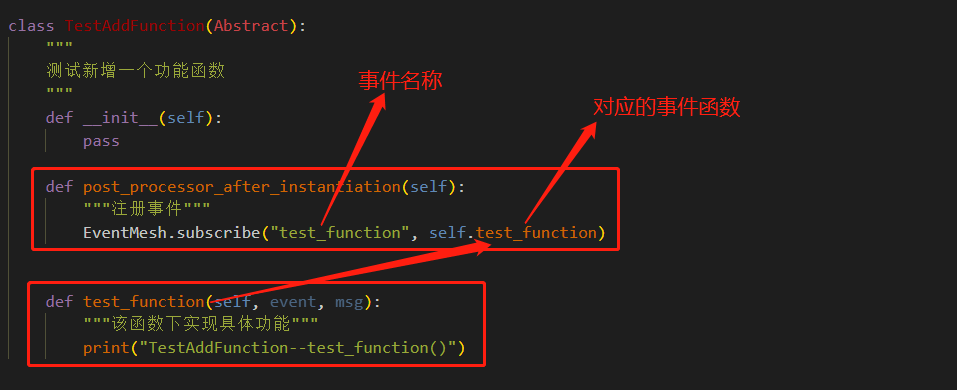 class TestAddFunction(Abstract):
"""
测试新增一个功能函数
"""
事件名称
对应的事件函数
def __init__(self):
pass
def post_processor_after_instantiation(self):
"""注册事件"""
EventMesh.subscribe("test_function", self.test_function)
def test_function(self, event, msg):
"""该函数下实现具体功能"""
print("TestAddFunction--test_function()")